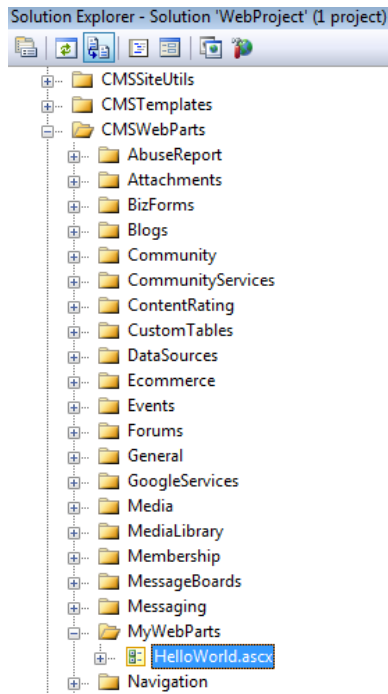 Solution Explorer - Solution 'WebProject' (1 project)
CMSSiteUtils
CMSTemplates
CMSWebParts
AbuseReport
Attachments
BizForms
Blogs
Community
CommunityServices
ContentRating
CustomTables
DataSources
Ecommerce
Events
Forums
General
GoogleServices
Media
MediaLibrary
Membership
MessageBoards
Messaging
MyWebParts
HelloWorld.ascx
Navigation